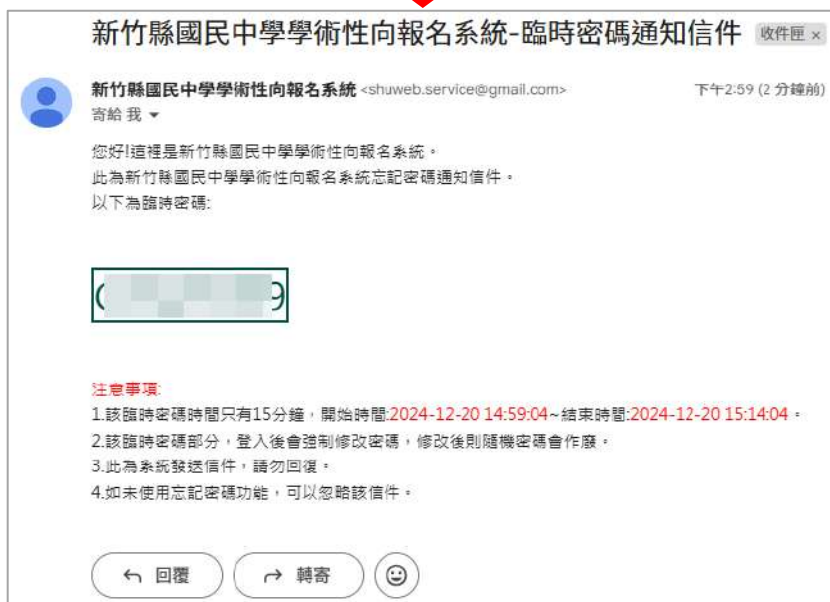 新竹縣國民中學學術性向報名系統-臨時密碼通知信件 收件匣 ×
新竹縣國民中學學術性向報名系統 <shuweb.service@gmail.com> 下午2:59 (2 分鐘前)
寄給 我
您好!這裡是新竹縣國民中學學術性向報名系統。
此為新竹縣國民中學學術性向報名系統忘記密碼通知信件。
以下為臨時密碼:
注意事項:
1.該臨時密碼時間只有15分鐘，開始時間:2024-12-20 14:59:04~結束時間:2024-12-20 15:14:04。
2.該臨時密碼部分，登入後會強制修改密碼，修改後則隨機密碼會作廢。
3.此為系統發送信件，請勿回復。
4.如未使用忘記密碼功能，可以忽略該信件。
回覆 轉寄